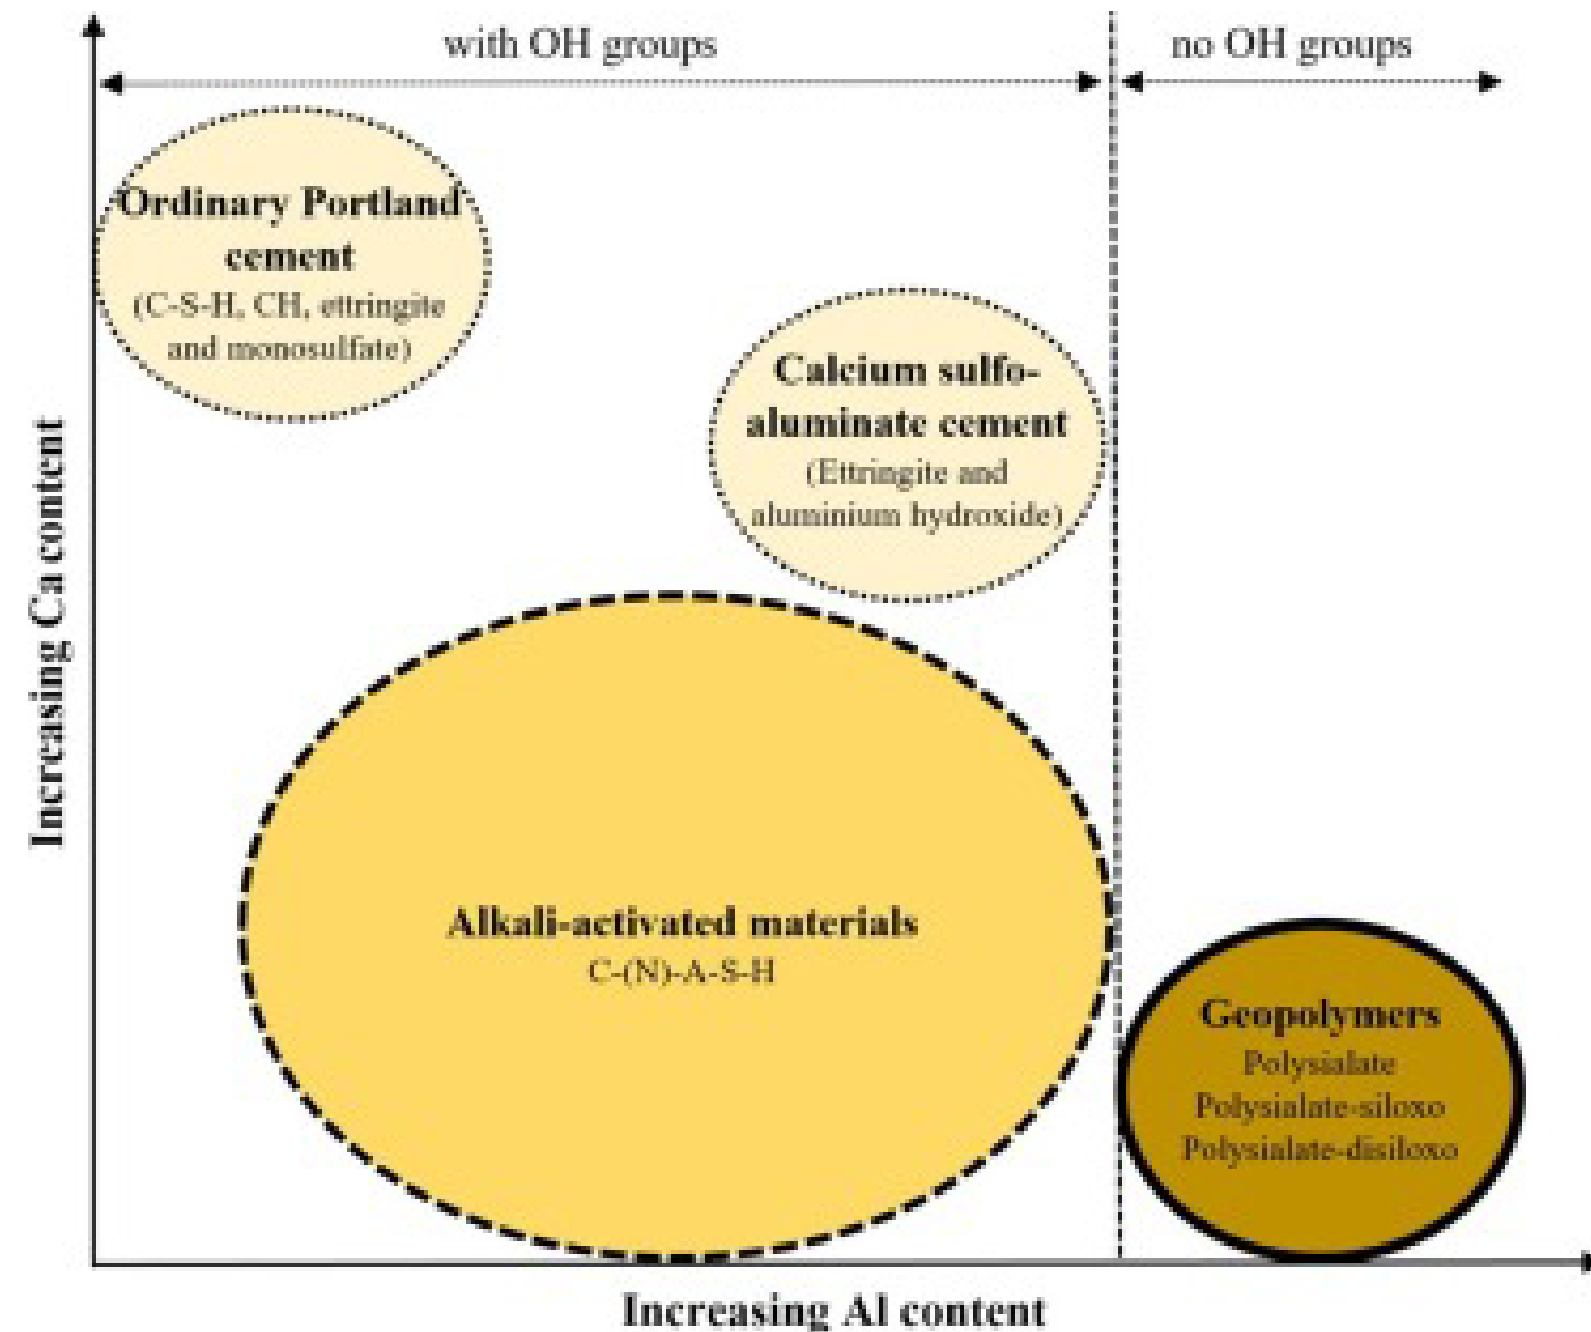 with OH groups
no OH groups
Ordinary Portland
cement
(C-S-H, CH, ettringite
and monosulfate)
Calcium sulfo-
aluminate cement
(Ettringite and
aluminium hydroxide)
Increasing Ca content
Alkali-activated materials
C-(N)-A-S-H
Geopolymers
Polysialate
Polysialate-siloxo
Polysialate-disiloxo
Increasing Al content